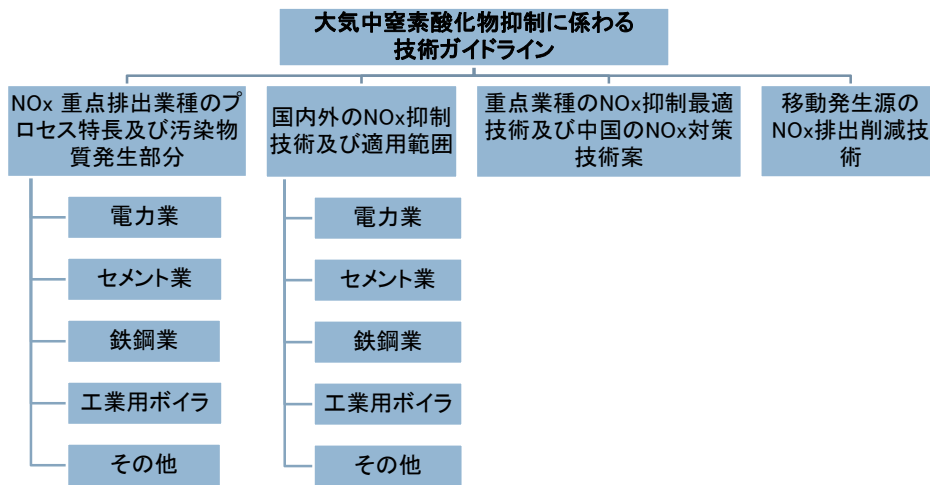 大気中窒素酸化物抑制に係わる
技術ガイドライン
NOx 重点排出業種のプ
ロセス特長及び汚染物
質発生部分
国内外のNOx抑制
技術及び適用範囲
重点業種のNOx抑制最適
技術及び中国のNOx対策
技術案
移動発生源の
NOx排出削減技
術
電力業
セメント業
鉄鋼業
工業用ボイラ
その他
電力業
セメント業
鉄鋼業
工業用ボイラ
その他